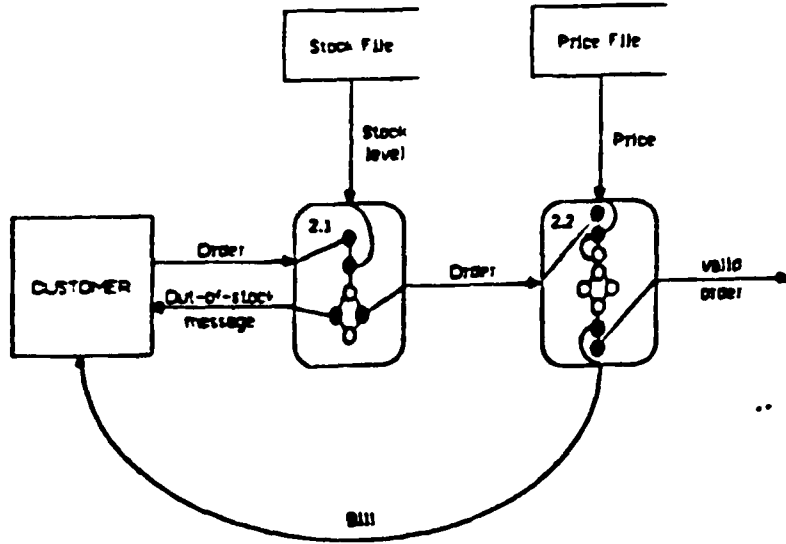 Stock File
Price File
Stock
level
Price
2.1
2.2
Order
CUSTOMER
Out-of-stock
message
Order
valid
order
Bill